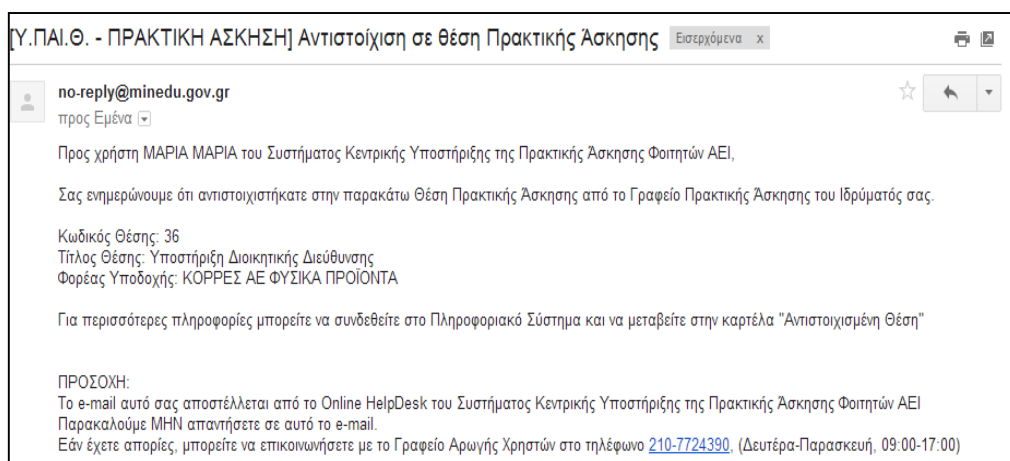 [Υ.ΠΑΙ.Θ. - ΠΡΑΚΤΙΚΗ ΑΣΚΗΣΗ] Αντιστοίχιση σε θέση Πρακτικής Άσκησης Εισερχόμενα x
no-reply@minedu.gov.gr
προς Εμένα
Προς χρήστη ΜΑΡΙΑ ΜΑΡΙΑ του Συστήματος Κεντρικής Υποστήριξης της Πρακτικής Άσκησης Φοιτητών ΑΕΙ,
Σας ενημερώνουμε ότι αντιστοιχιστήκατε στην παρακάτω Θέση Πρακτικής Άσκησης από το Γραφείο Πρακτικής Άσκησης του Ιδρύματός σας.
Κωδικός Θέσης: 36
Τίτλος Θέσης: Υποστήριξη Διοικητικής Διεύθυνσης
Φορέας Υποδοχής: ΚΟΡΡΕΣ ΑΕ ΦΥΣΙΚΑ ΠΡΟΪΟΝΤΑ
Για περισσότερες πληροφορίες μπορείτε να συνδεθείτε στο Πληροφοριακό Σύστημα και να μεταβείτε στην καρτέλα "Αντιστοιχισμένη Θέση"
ΠΡΟΣΟΧΗ:
Το e-mail αυτό σας αποστέλλεται από το Online HelpDesk του Συστήματος Κεντρικής Υποστήριξης της Πρακτικής Άσκησης Φοιτητών ΑΕΙ
Παρακαλούμε ΜΗΝ απαντήσετε σε αυτό το e-mail.
Εάν έχετε απορίες, μπορείτε να επικοινωνήσετε με το Γραφείο Αρωγής Χρηστών στο τηλέφωνο 210-7724390, (Δευτέρα-Παρασκευή, 09:00-17:00)